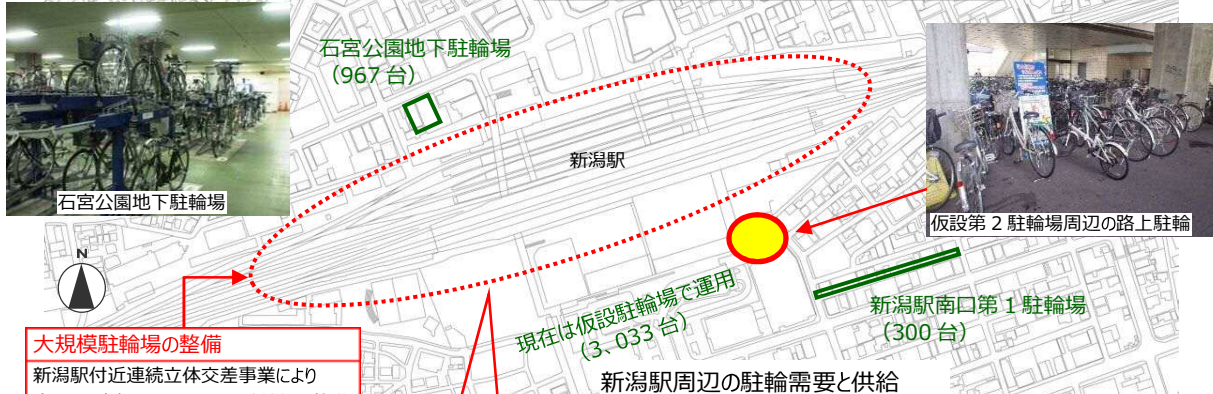 石宮公園地下駐輪場
（967 台）
新潟駅
石宮公園地下駐輪場
仮設第 2 駐輪場周辺の路上駐輪
N
新潟駅南口第 1 駐輪場
（300 台）
現在は仮設駐輪場で運用
（3、033 台）
大規模駐輪場の整備
新潟駅付近連続立体交差事業により
新潟駅周辺の駐輪需要と供給